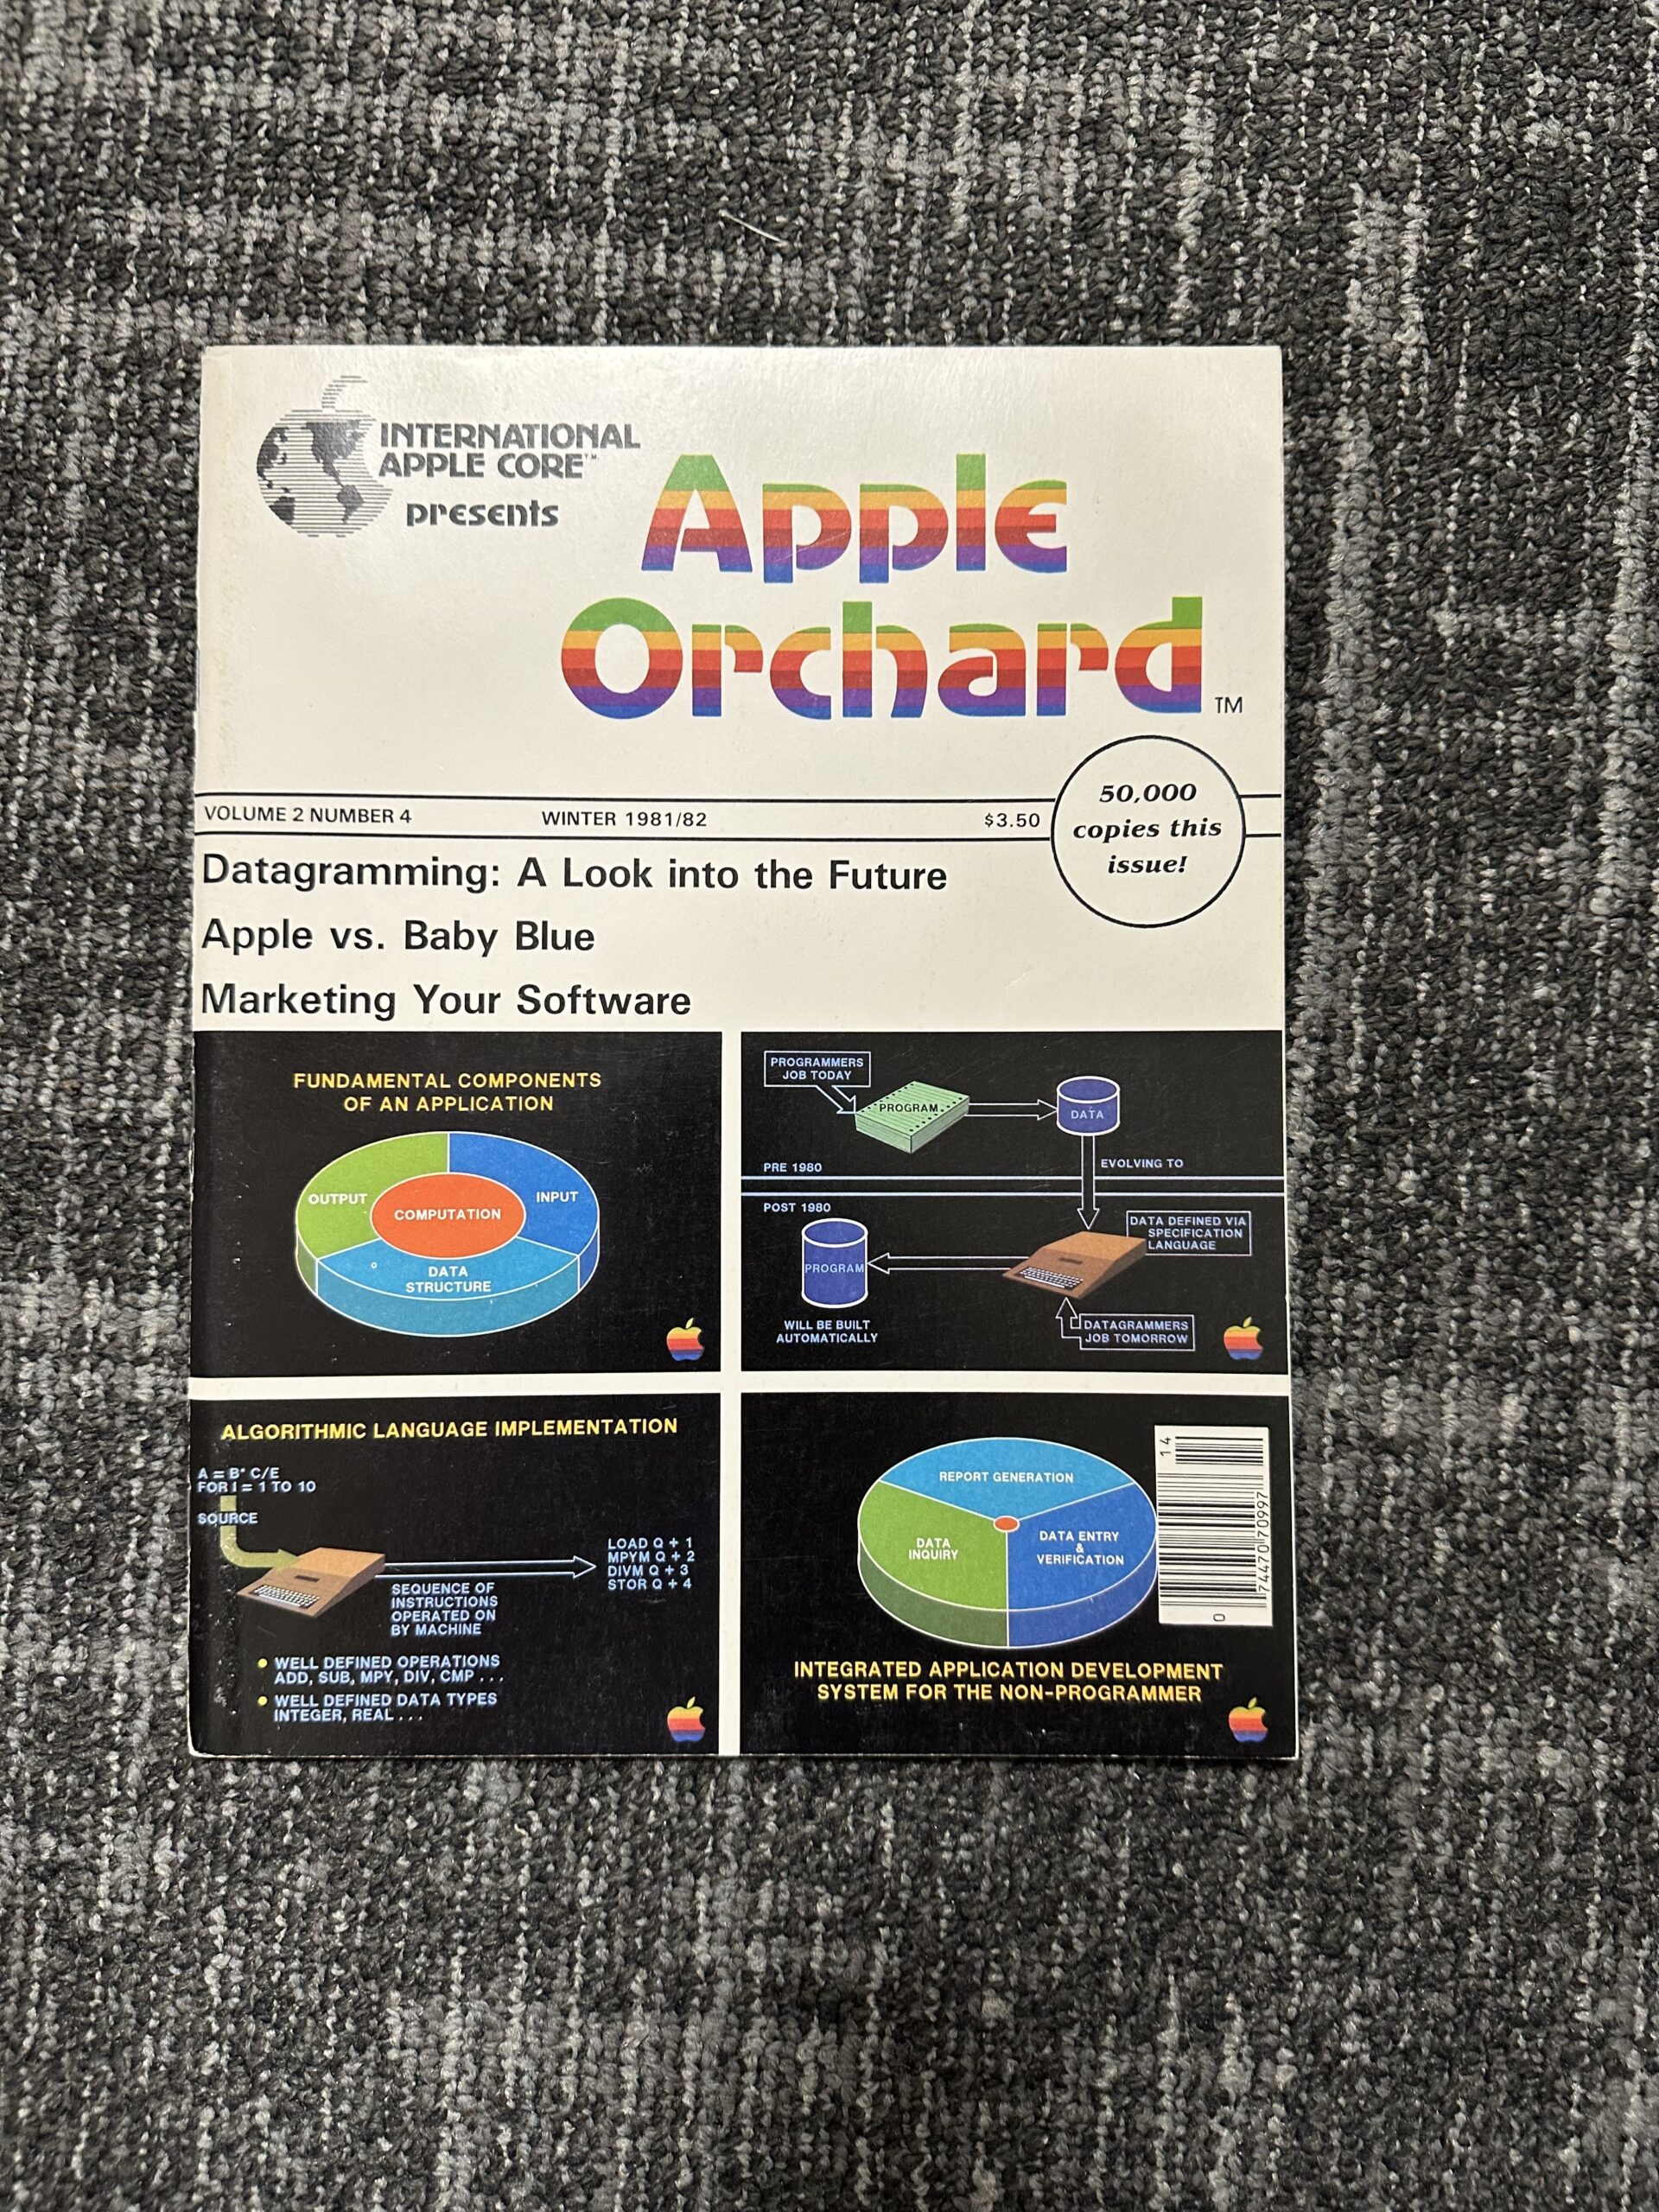 INTERNATIONAL
APPLE CORE™
presents
Apple
Orchard
TM
VOLUME 2 NUMBER 4 WINTER 1981/82 $3.50
50,000
copies this
issue!
Datagramming: A Look into the Future
Apple vs. Baby Blue
Marketing Your Software
FUNDAMENTAL COMPONENTS
OF AN APPLICATION
OUTPUT
INPUT
COMPUTATION
DATA
STRUCTURE
PROGRAMMERS
JOB TODAY
PROGRAM
DATA
PRE 1980
EVOLVING TO
POST 1980
DATA DEFINED VIA
SPECIFICATION
LANGUAGE
PROGRAM
WILL BE BUILT
AUTOMATICALLY
DATAGRAMMERS
JOB TOMORROW
ALGORITHMIC LANGUAGE IMPLEMENTATION
A = B* C/E
FOR I = 1 TO 10
SOURCE
SEQUENCE OF
INSTRUCTIONS
OPERATED ON
BY MACHINE
LOAD Q + 1
MPYM Q + 2
DIVM Q + 3
STOR Q + 4
• WELL DEFINED OPERATIONS
ADD, SUB, MPY, DIV, CMP . . .
• WELL DEFINED DATA TYPES
INTEGER, REAL . . .
REPORT GENERATION
DATA
INQUIRY
DATA ENTRY
&
VERIFICATION
INTEGRATED APPLICATION DEVELOPMENT
SYSTEM FOR THE NON-PROGRAMMER
14
0 74470 70997